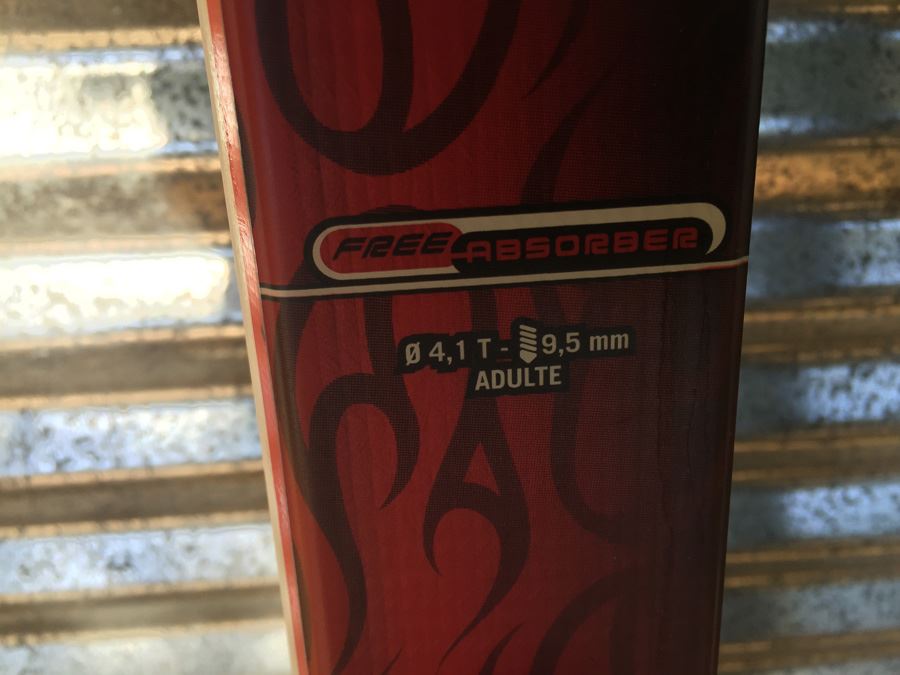 FREE ABSORBER
Ø 4,1 T - 9,5 mm
ADULTE